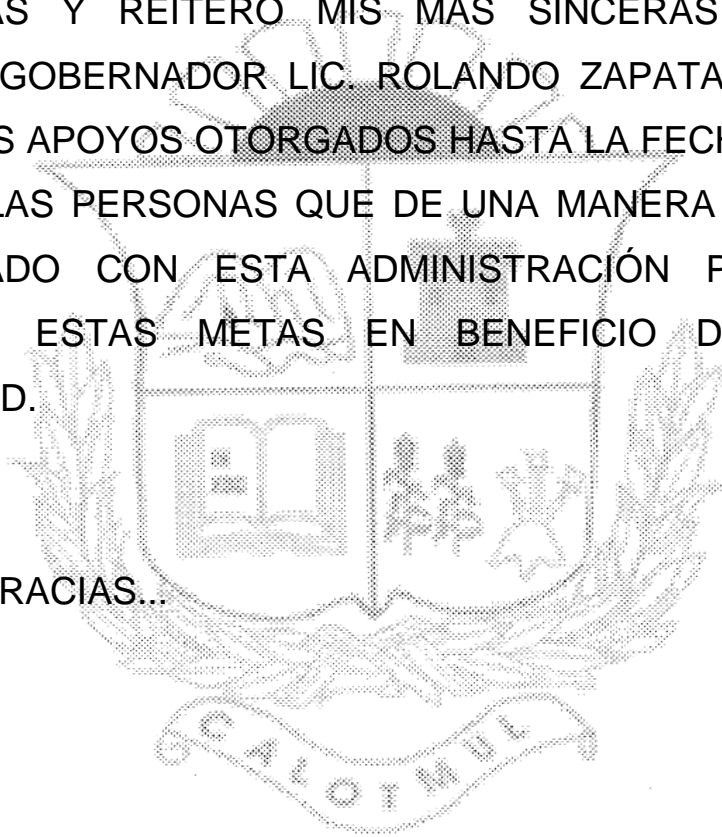 AS Y REITERO MIS MAS SINCERAS
GOBERNADOR LIC. ROLANDO ZAPATA
S APOYOS OTORGADOS HASTA LA FECH
LAS PERSONAS QUE DE UNA MANERA
ADO CON ESTA ADMINISTRACIÓN P
ESTAS METAS EN BENEFICIO D
D.
RACIAS...
CALOTMUL